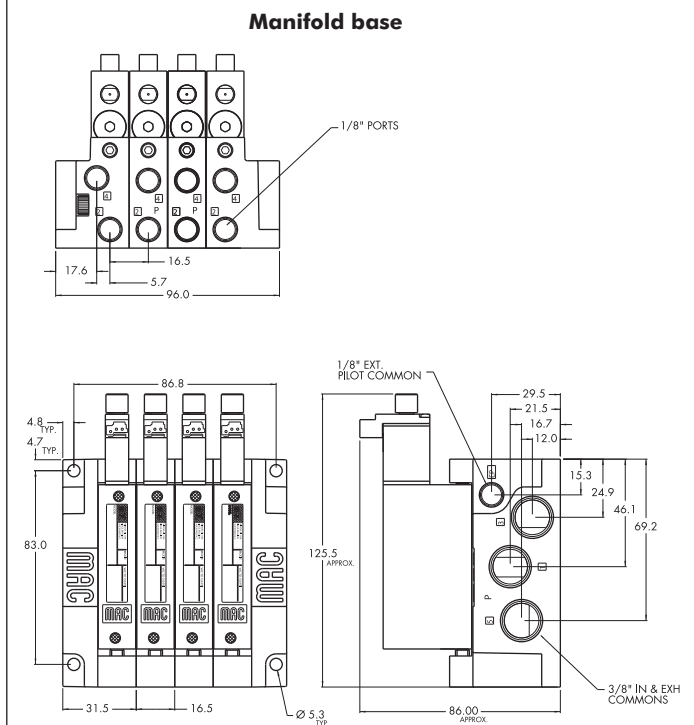 Manifold base
1/8" PORTS
4
4
4
4
2
2
P
2
P
2
16.5
17.6
5.7
96.0
86.8
4.8
TYP.
4.7
TYP.
83.0
MAC
MAC
MAC
MAC
MAC
MAC
31.5
16.5
Ø 5.3
TYP.
1/8" EXT.
PILOT COMMON
29.5
21.5
16.7
12.0
15.3
24.9
46.1
69.2
125.5
APPROX.
3
1
P
5
86.00
APPROX.
3/8" IN & EXH
COMMONS